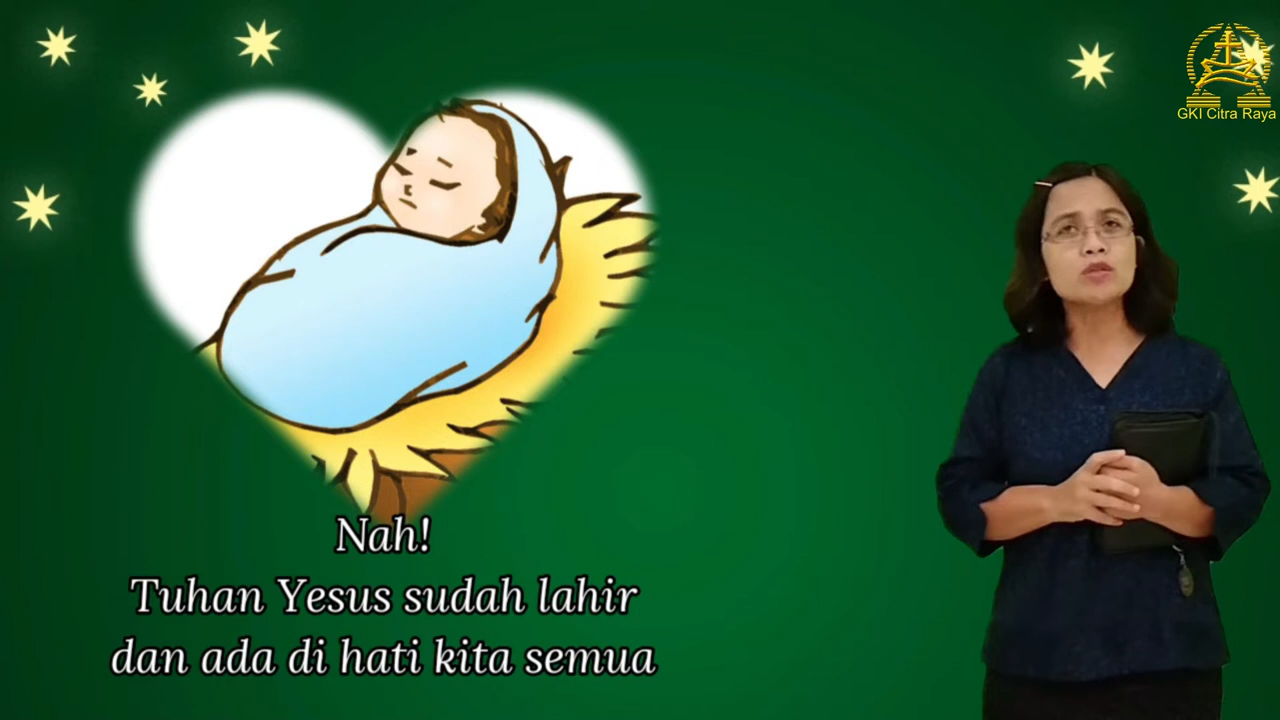 GKI Citra Raya
Nah!
Tuhan Yesus sudah lahir
dan ada di hati kita semua